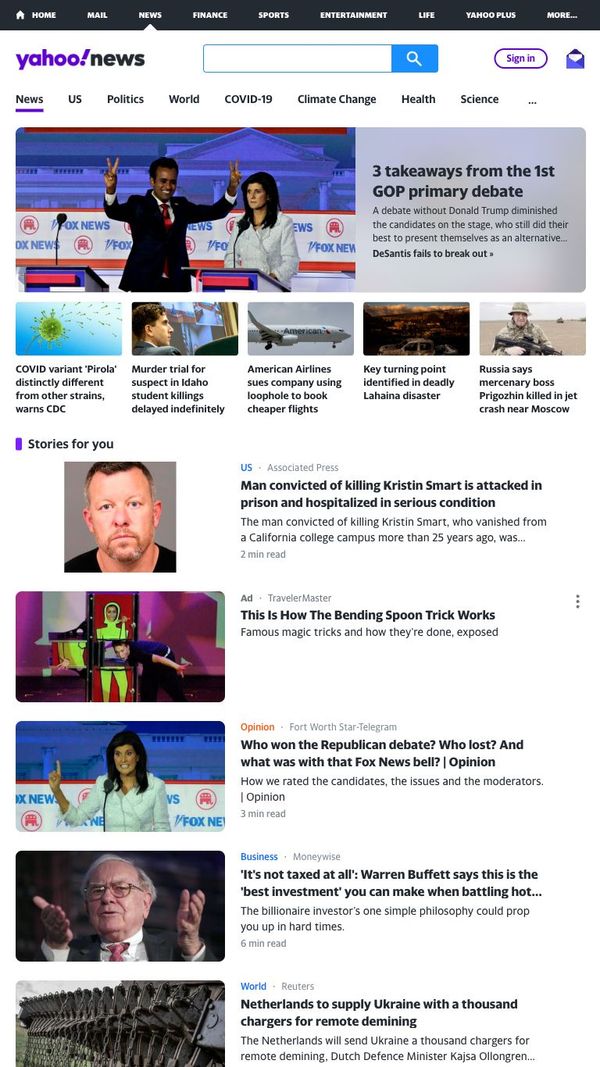 HOME MAIL NEWS FINANCE SPORTS ENTERTAINMENT LIFE YAHOO PLUS MORE...
yahoo!news
Sign in
News US Politics World COVID-19 Climate Change Health Science ...
3 takeaways from the 1st
GOP primary debate
A debate without Donald Trump diminished
the candidates on the stage, who still did their
best to present themselves as an alternative...
DeSantis fails to break out »
FOX NEWS
OX NEWS
FOX NEW
American
COVID variant 'Pirola'
distinctly different
from other strains,
warns CDC
Murder trial for
suspect in Idaho
student killings
delayed indefinitely
American Airlines
sues company using
loophole to book
cheaper flights
Key turning point
identified in deadly
Lahaina disaster
Russia says
mercenary boss
Prigozhin killed in jet
crash near Moscow
Stories for you
US · Associated Press
Man convicted of killing Kristin Smart is attacked in
prison and hospitalized in serious condition
The man convicted of killing Kristin Smart, who vanished from
a California college campus more than 25 years ago, was...
2 min read
Ad · TravelerMaster
This Is How The Bending Spoon Trick Works
Famous magic tricks and how they're done, exposed
OX NEWS
WS
FOX NE
Opinion · Fort Worth Star-Telegram
Who won the Republican debate? Who lost? And
what was with that Fox News bell? | Opinion
How we rated the candidates, the issues and the moderators.
| Opinion
3 min read
Business · Moneywise
'It's not taxed at all': Warren Buffett says this is the
'best investment' you can make when battling hot...
The billionaire investor's one simple philosophy could prop
you up in hard times.
6 min read
World · Reuters
Netherlands to supply Ukraine with a thousand
chargers for remote demining
The Netherlands will send Ukraine a thousand chargers for
remote demining, Dutch Defence Minister Kajsa Ollongren...